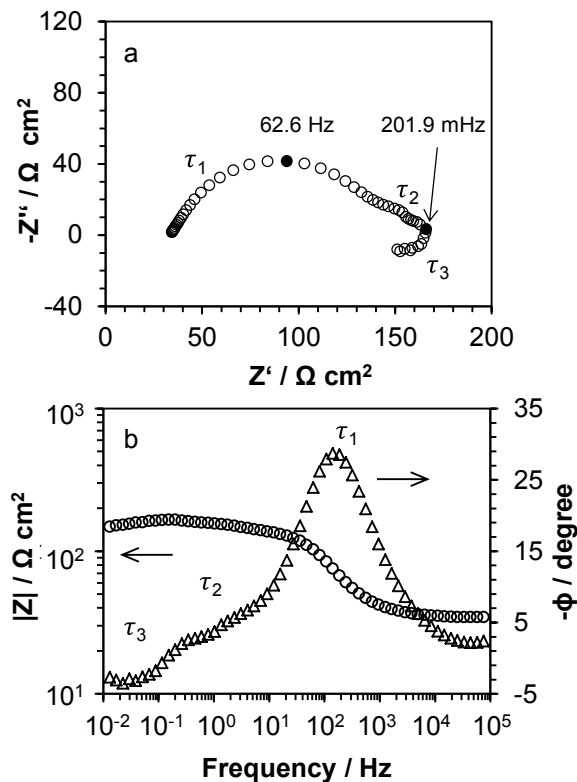 a
120
80
40
0
-40
-Z'' / Ω cm²
62.6 Hz
201.9 mHz
τ₁
τ₂
τ₃
0 50 100 150 200
Z' / Ω cm²
b
10³
10²
10¹
|Z| / Ω cm²
τ₁
τ₂
τ₃
35
25
15
5
-5
-ϕ / degree
10⁻² 10⁻¹ 10⁰ 10¹ 10² 10³ 10⁴ 10⁵
Frequency / Hz